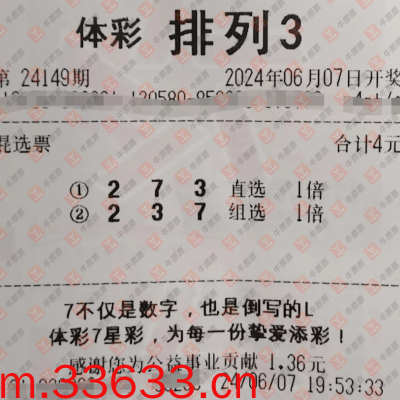 体彩 排列3
第 24149期 2024年06月07日开奖
混选票 合计4元
① 2 7 3 直选 1倍
② 2 3 7 组选 1倍
7不仅是数字，也是倒写的L
体彩7星彩，为每一份挚爱添彩！
感谢您为公益事业贡献 1.36元
24/06/07 19:53:33
m.33633.cn